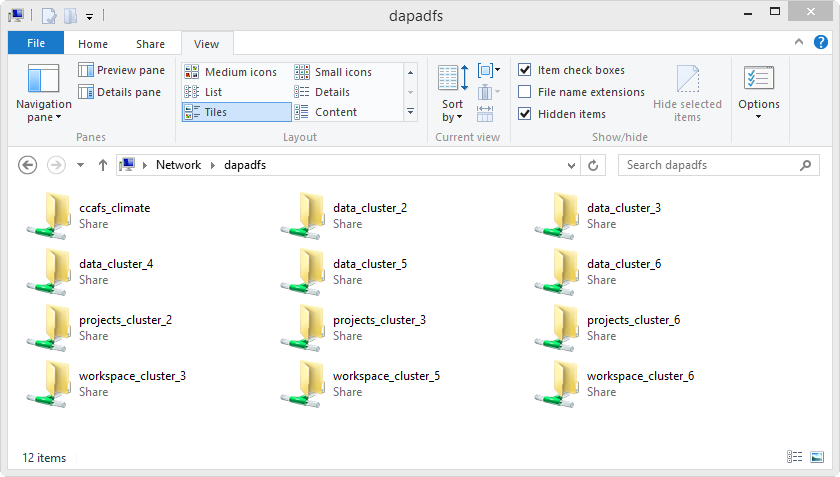 dapadfs
File Home Share View
Navigation pane
Preview pane
Details pane
Panes
Medium icons Small icons
List Details
Tiles Content
Layout
Sort by
Current view
Item check boxes
File name extensions
Hidden items
Hide selected items
Show/hide
Options
Network dapadfs
Search dapadfs
ccafs_climate
Share
data_cluster_2
Share
data_cluster_3
Share
data_cluster_4
Share
data_cluster_5
Share
data_cluster_6
Share
projects_cluster_2
Share
projects_cluster_3
Share
projects_cluster_6
Share
workspace_cluster_3
Share
workspace_cluster_5
Share
workspace_cluster_6
Share
12 items